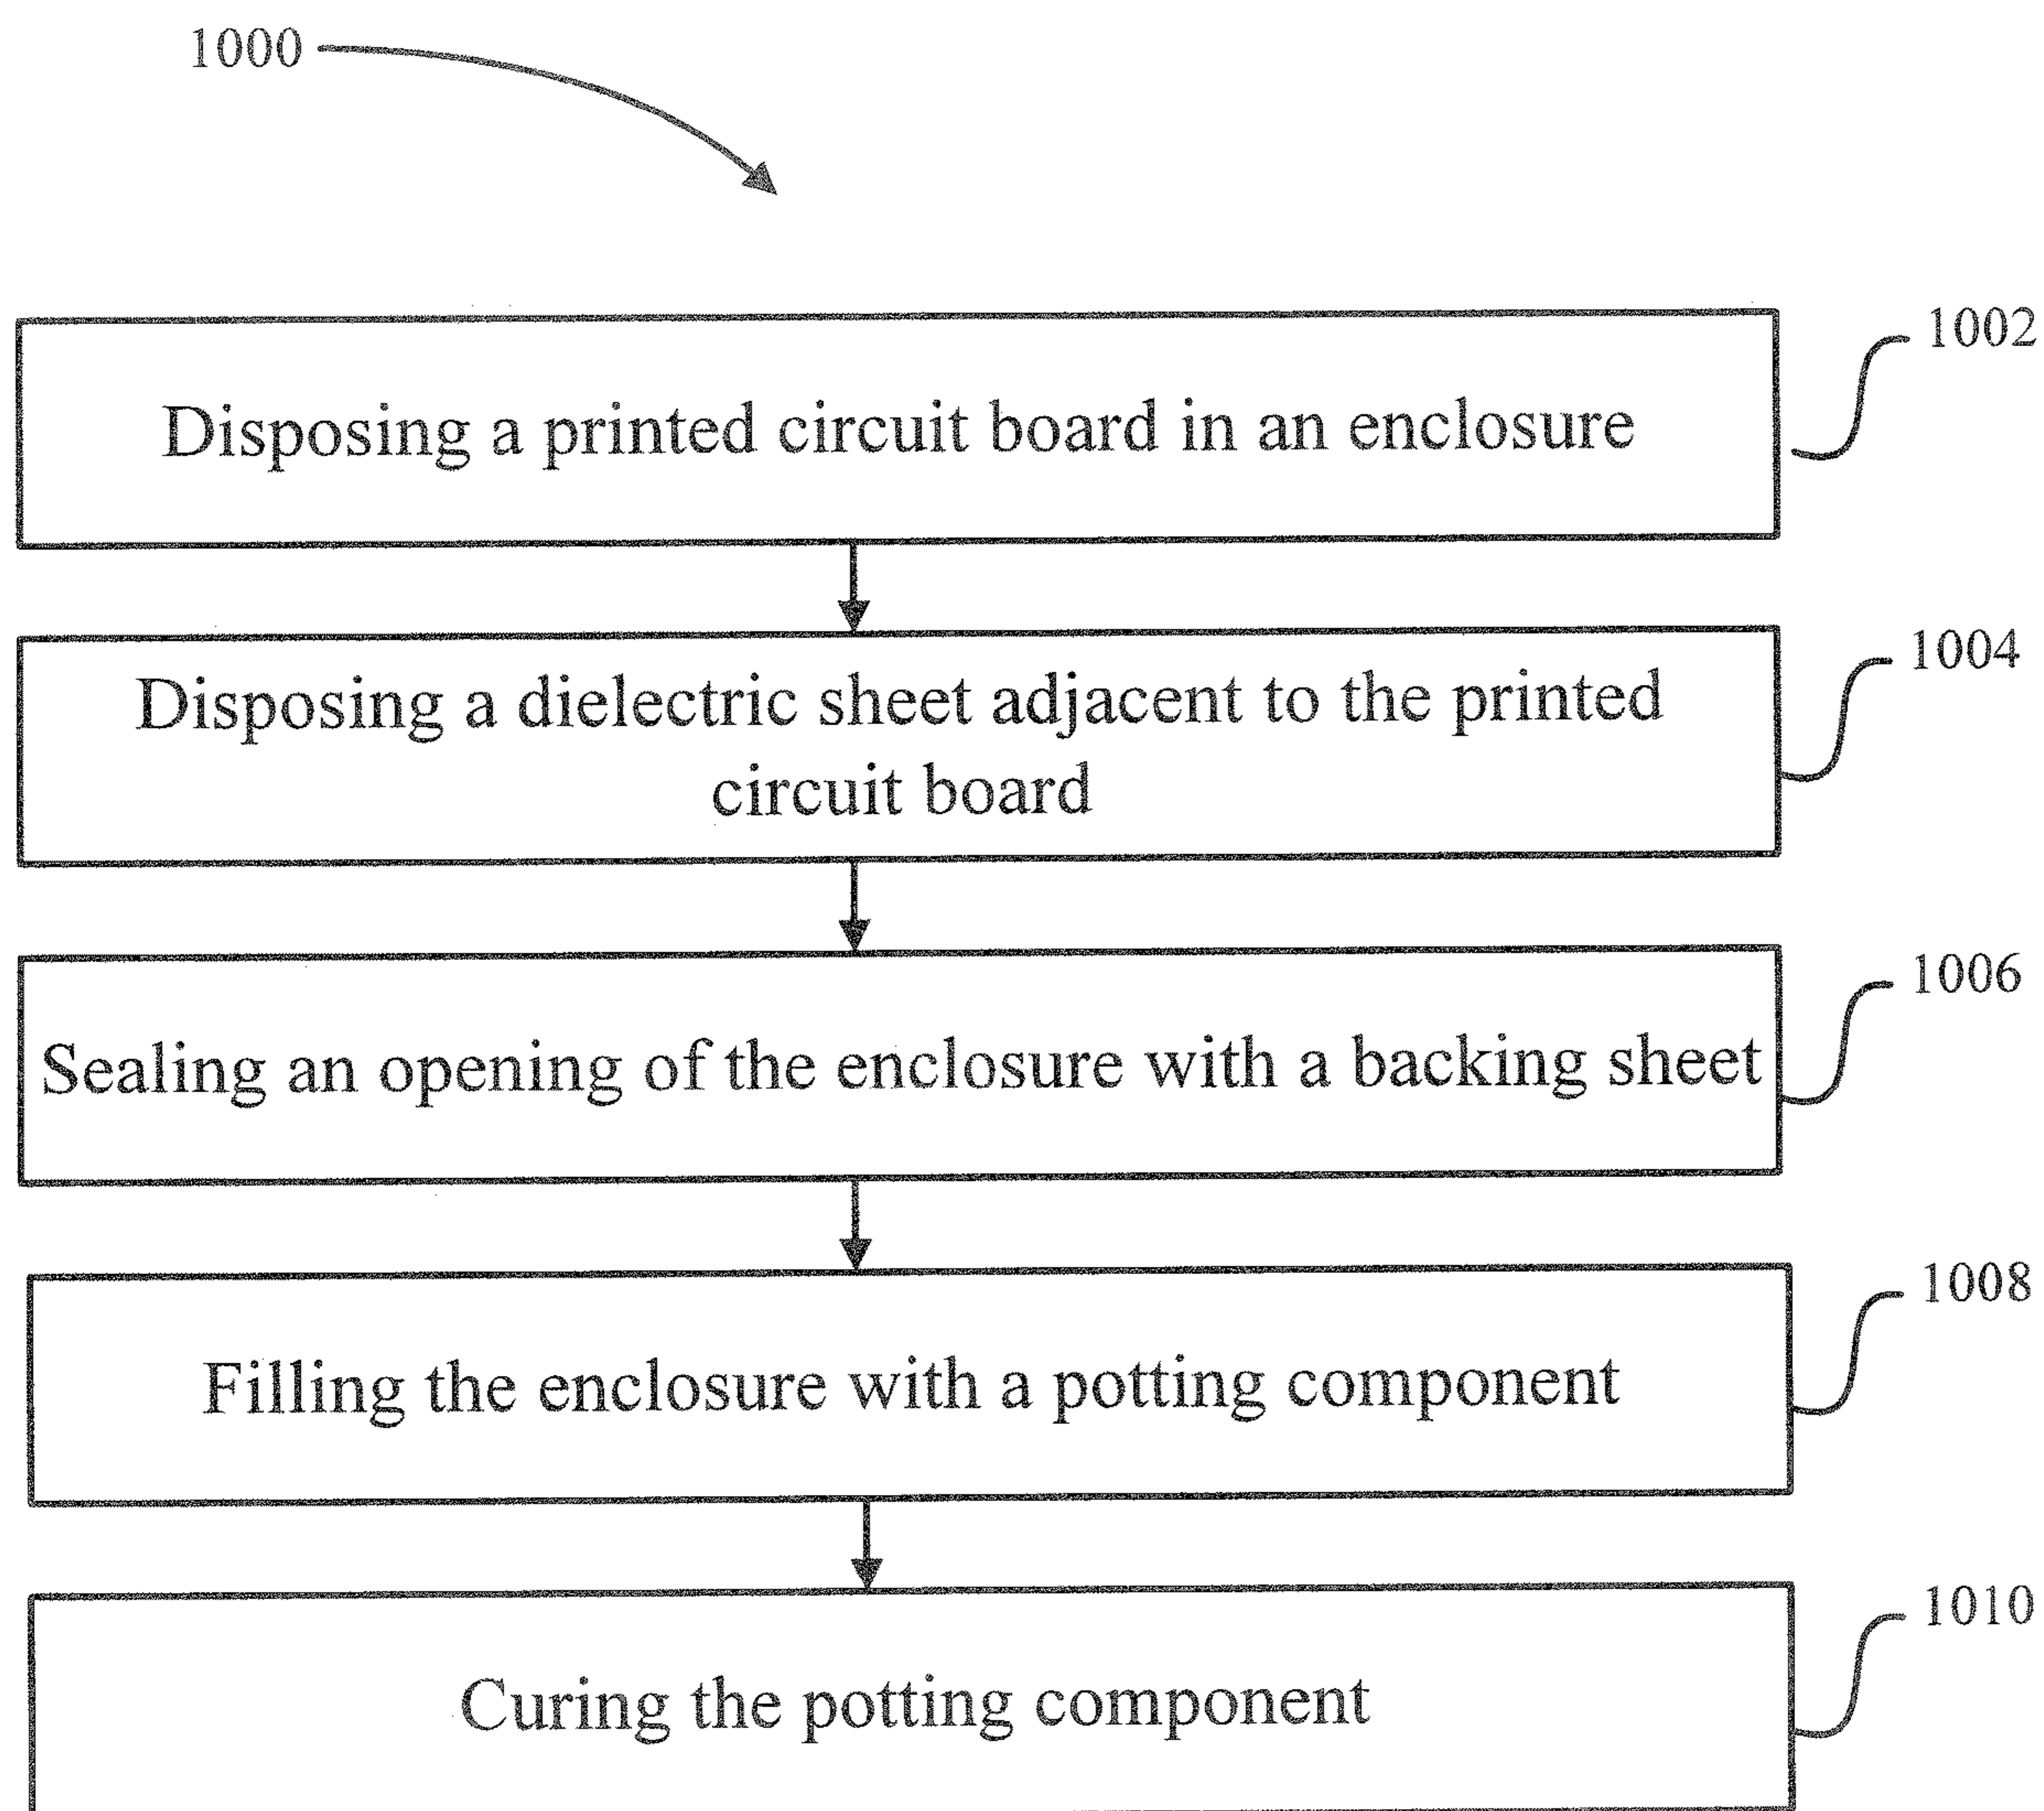 1000
1002
Disposing a printed circuit board in an enclosure
1004
Disposing a dielectric sheet adjacent to the printed
circuit board
1006
Sealing an opening of the enclosure with a backing sheet
1008
Filling the enclosure with a potting component
1010
Curing the potting component